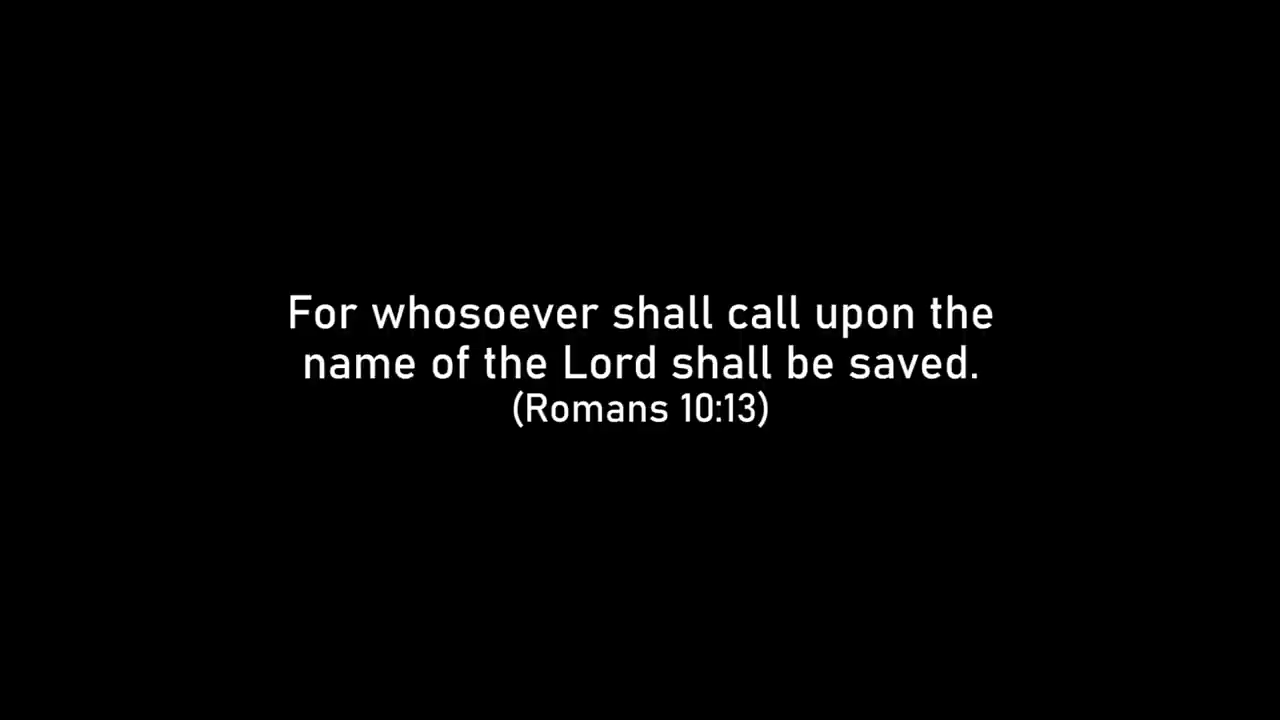 For whosoever shall call upon the
name of the Lord shall be saved.
(Romans 10:13)